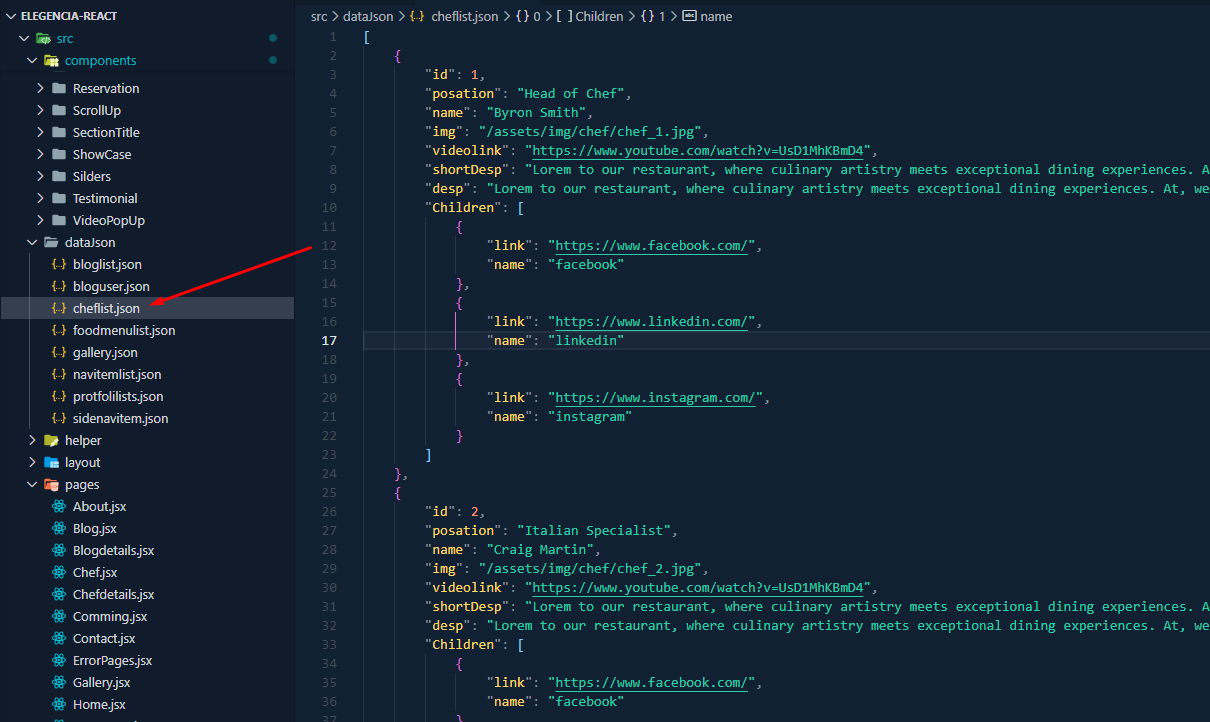 ELEGENCIA-REACT
src
components
Reservation
ScrollUp
SectionTitle
ShowCase
Silders
Testimonial
VideoPopUp
dataJson
{..} bloglist.json
{..} bloguser.json
{..} cheflist.json
{..} foodmenulist.json
{..} gallery.json
{..} navitemlist.json
{..} protfolilists.json
{..} sidenavitem.json
helper
layout
pages
About.jsx
Blog.jsx
Blogdetails.jsx
Chef.jsx
Chefdetails.jsx
Comming.jsx
Contact.jsx
ErrorPages.jsx
Gallery.jsx
Home.jsx
src > dataJson > {..} cheflist.json > {} 0 > [ ] Children > {} 1 > abc name
1 [
2 {
3 "id": 1,
4 "posation": "Head of Chef",
5 "name": "Byron Smith",
6 "img": "/assets/img/chef/chef_1.jpg",
7 "videolink": "https://www.youtube.com/watch?v=UsD1MhKBmD4",
8 "shortDesp": "Lorem to our restaurant, where culinary artistry meets exceptional dining experiences. A
9 "desp": "Lorem to our restaurant, where culinary artistry meets exceptional dining experiences. At, we
10 "Children": [
11 {
12 "link": "https://www.facebook.com/",
13 "name": "facebook"
14 },
15 {
16 "link": "https://www.linkedin.com/",
17 "name": "linkedin"
18 },
19 {
20 "link": "https://www.instagram.com/",
21 "name": "instagram"
22 }
23 ]
24 },
25 {
26 "id": 2,
27 "posation": "Italian Specialist",
28 "name": "Craig Martin",
29 "img": "/assets/img/chef/chef_2.jpg",
30 "videolink": "https://www.youtube.com/watch?v=UsD1MhKBmD4",
31 "shortDesp": "Lorem to our restaurant, where culinary artistry meets exceptional dining experiences. A
32 "desp": "Lorem to our restaurant, where culinary artistry meets exceptional dining experiences. At, we
33 "Children": [
34 {
35 "link": "https://www.facebook.com/",
36 "name": "facebook"
37 }